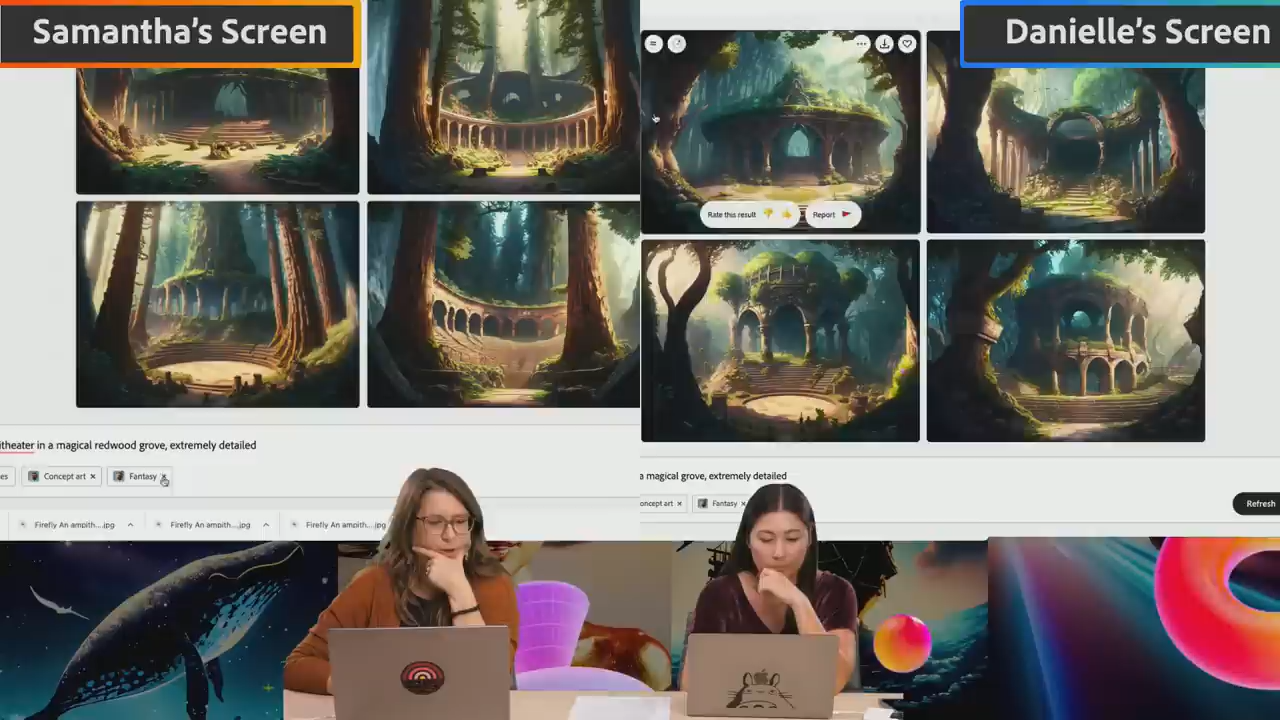 Samantha's Screen
Danielle's Screen
Rate this result
Report
itheater in a magical redwood grove, extremely detailed
es
Concept art ×
Fantasy ×
a magical grove, extremely detailed
oncept art ×
Fantasy ×
Refresh
Firefly An ampith....jpg
Firefly An ampith....jpg
Firefly An ampith....jpg